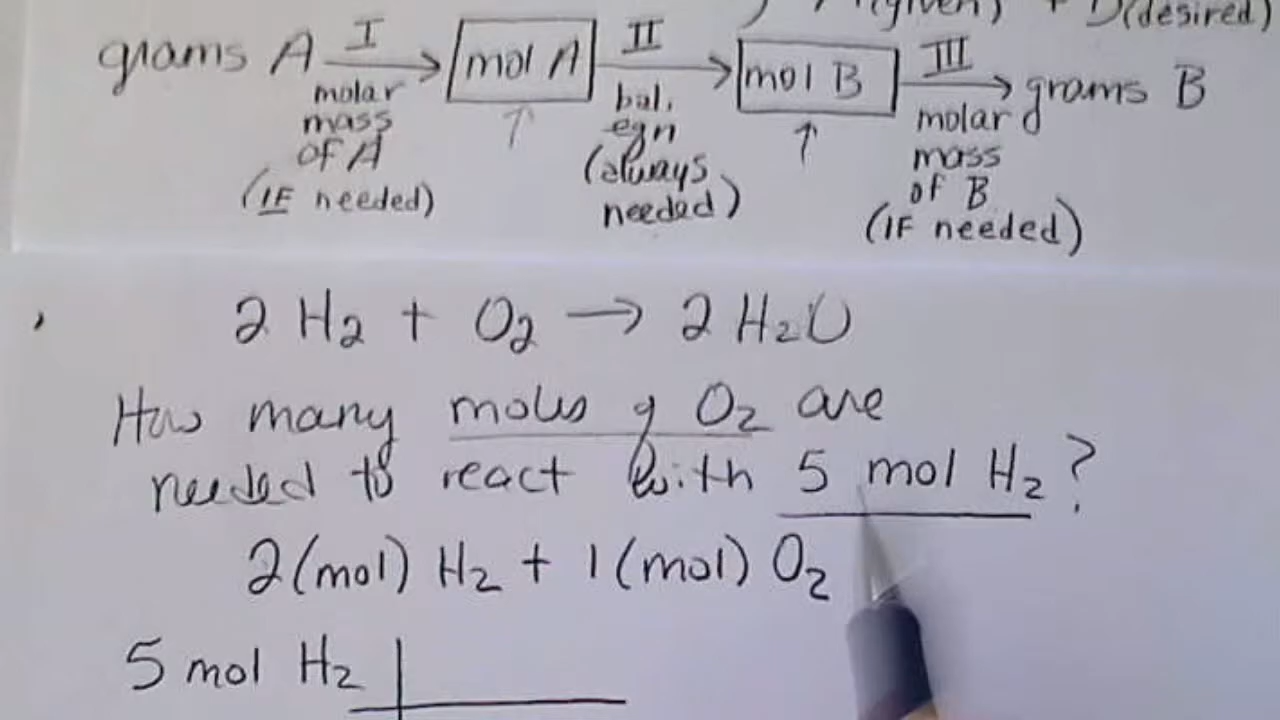 (given) + D(desired)
grams A I → mol A II → mol B III → grams B
molar mass of A (IF needed)
bal. eqn (always needed)
molar mass of B (IF needed)
2 H2 + O2 → 2 H2O
How many moles of O2 are
needed to react with 5 mol H2?
2(mol) H2 + 1(mol) O2
5 mol H2